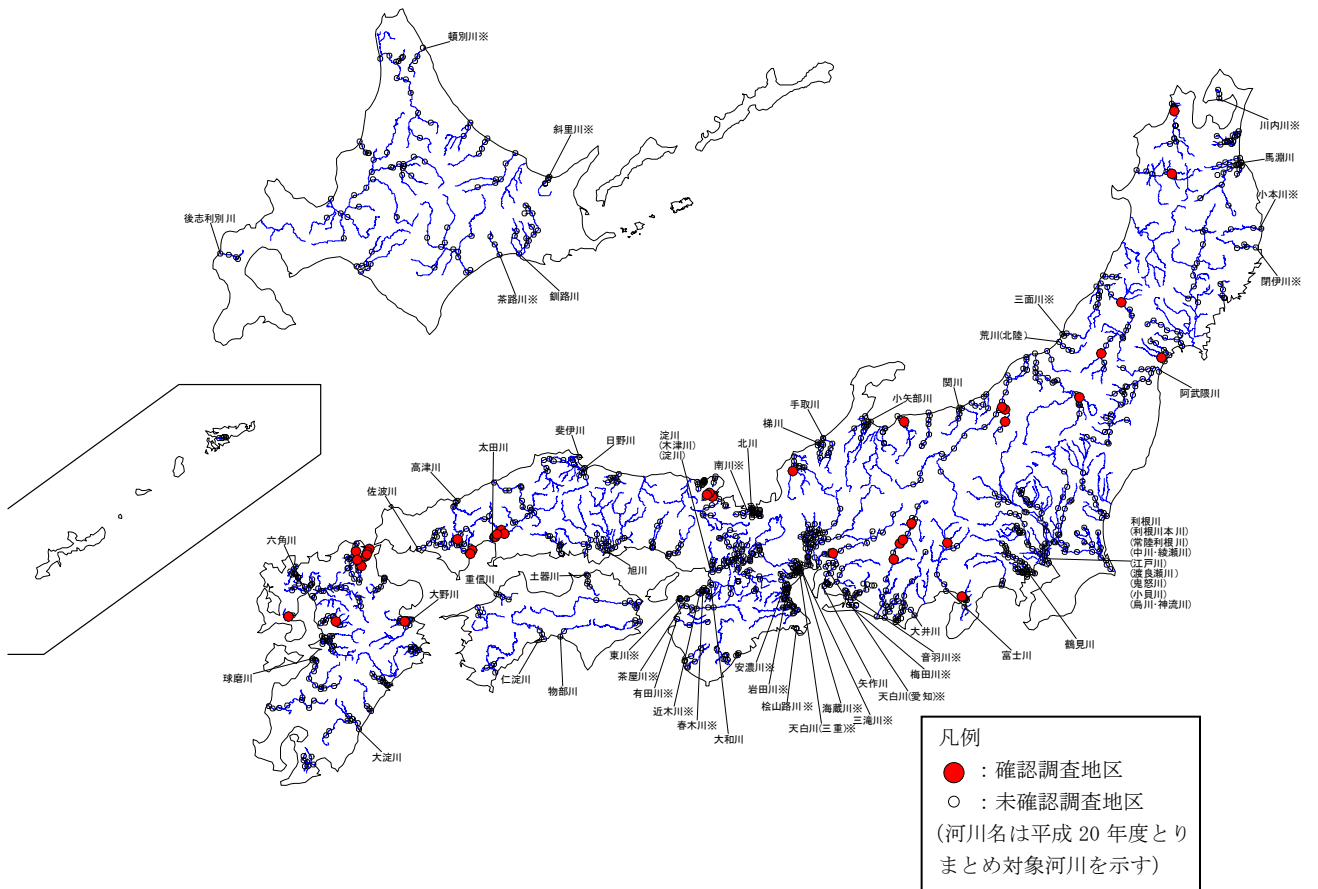 頓別川※
斜里川※
後志利別川
茶路川※
釧路川
川内川※
馬淵川
小本川※
閉伊川※
三面川※
荒川(北陸)
阿武隈川
関川
小矢部川
手取川
梯川
北川
南川※
淀川
(木津川)
(淀川)
日野川
斐伊川
太田川
高津川
佐波川
六角川
大野川
重信川
土器川
旭川
球磨川
仁淀川
物部川
大淀川
東川※
茶屋川※
有田川※
近木川※
春木川※
大和川
安濃川※
岩田川※
桧山路川※
天白川(三重)※
海蔵川※
三滝川※
天白川(愛知)※
矢作川
梅田川※
音羽川※
大井川
富士川
鶴見川
利根川
(利根川本川)
(常陸利根川)
(中川・綾瀬川)
(江戸川)
(渡良瀬川)
(鬼怒川)
(小貝川)
(烏川・神流川)
凡例
:確認調査地区
:未確認調査地区
(河川名は平成 20 年度とり
まとめ対象河川を示す)